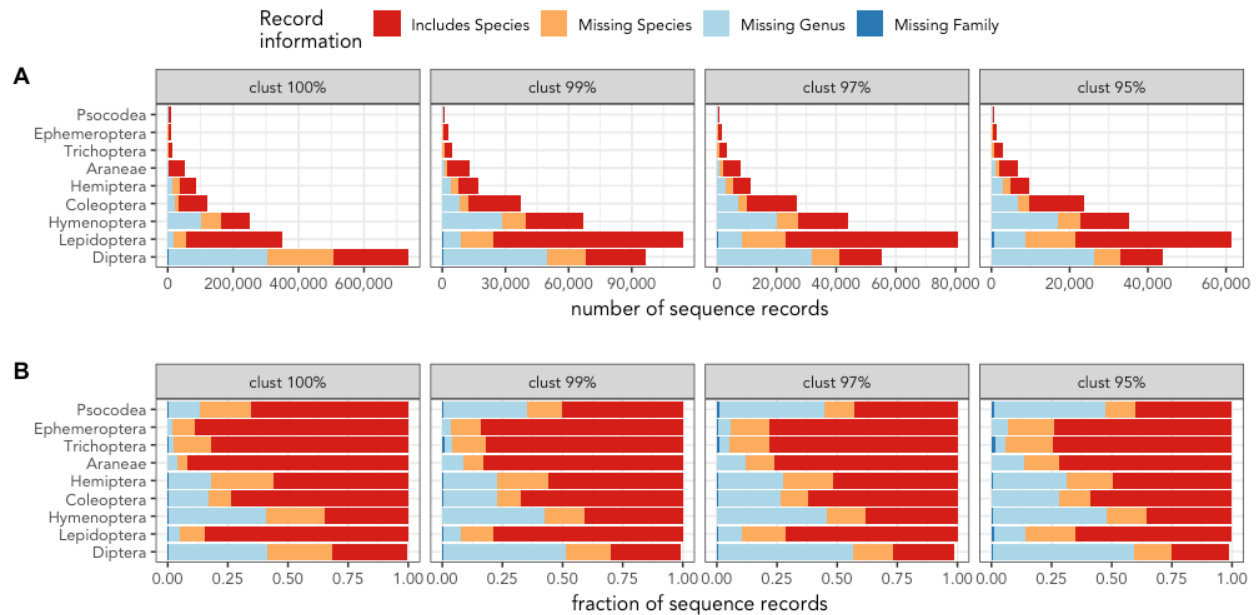 Record information
Includes Species
Missing Species
Missing Genus
Missing Family
A
clust 100%
clust 99%
clust 97%
clust 95%
Psocodea
Ephemeroptera
Trichoptera
Araneae
Hemiptera
Coleoptera
Hymenoptera
Lepidoptera
Diptera
0 200,000 400,000 600,000
0 30,000 60,000 90,000
0 20,000 40,000 60,000 80,000
0 20,000 40,000 60,000
number of sequence records
B
clust 100%
clust 99%
clust 97%
clust 95%
Psocodea
Ephemeroptera
Trichoptera
Araneae
Hemiptera
Coleoptera
Hymenoptera
Lepidoptera
Diptera
0.00 0.25 0.50 0.75 1.00
0.00 0.25 0.50 0.75 1.00
0.00 0.25 0.50 0.75 1.00
0.00 0.25 0.50 0.75 1.00
fraction of sequence records